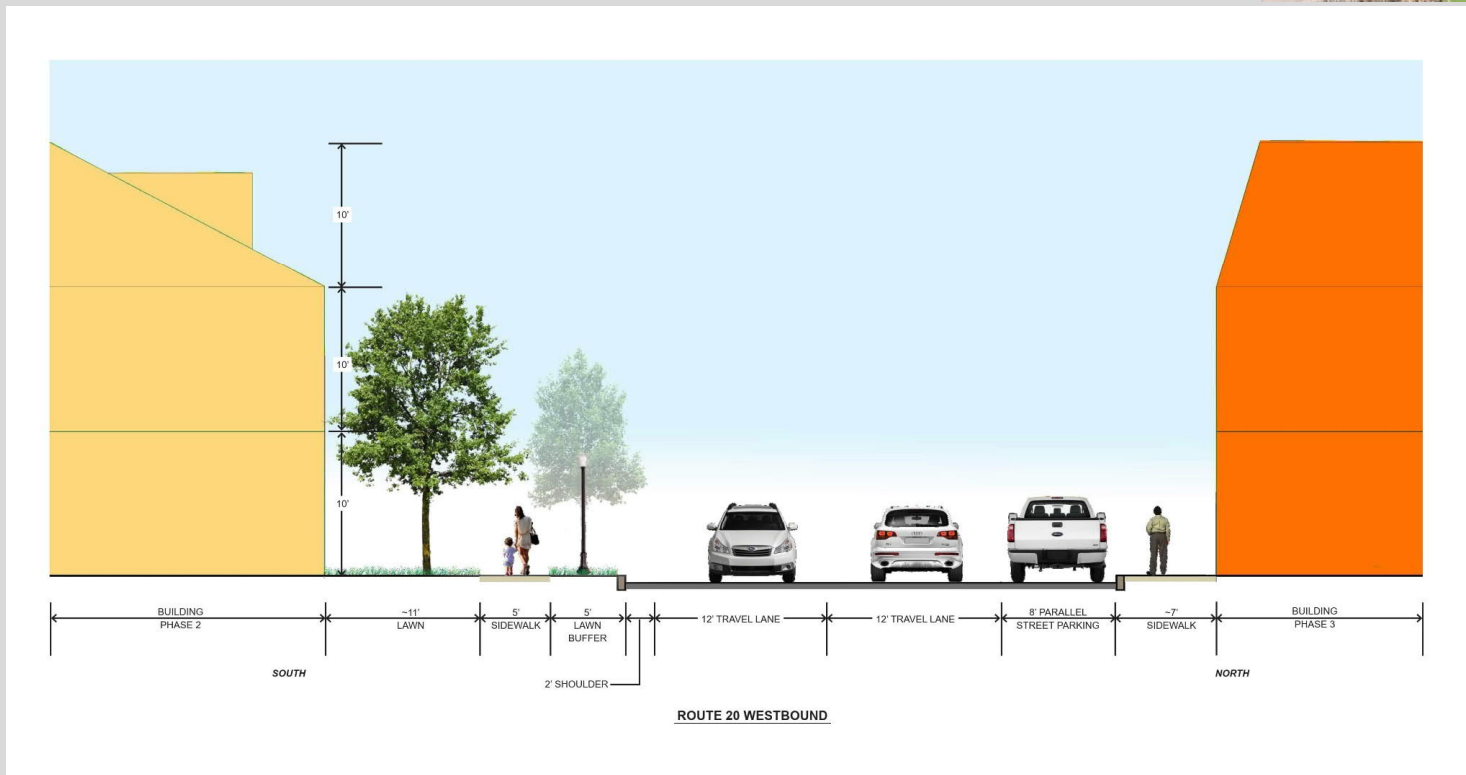 10'
10'
10'
BUILDING
PHASE 2
~11'
LAWN
5'
SIDEWALK
5'
LAWN
BUFFER
2' SHOULDER
12' TRAVEL LANE
12' TRAVEL LANE
8' PARALLEL
STREET PARKING
~7'
SIDEWALK
BUILDING
PHASE 3
SOUTH
NORTH
ROUTE 20 WESTBOUND